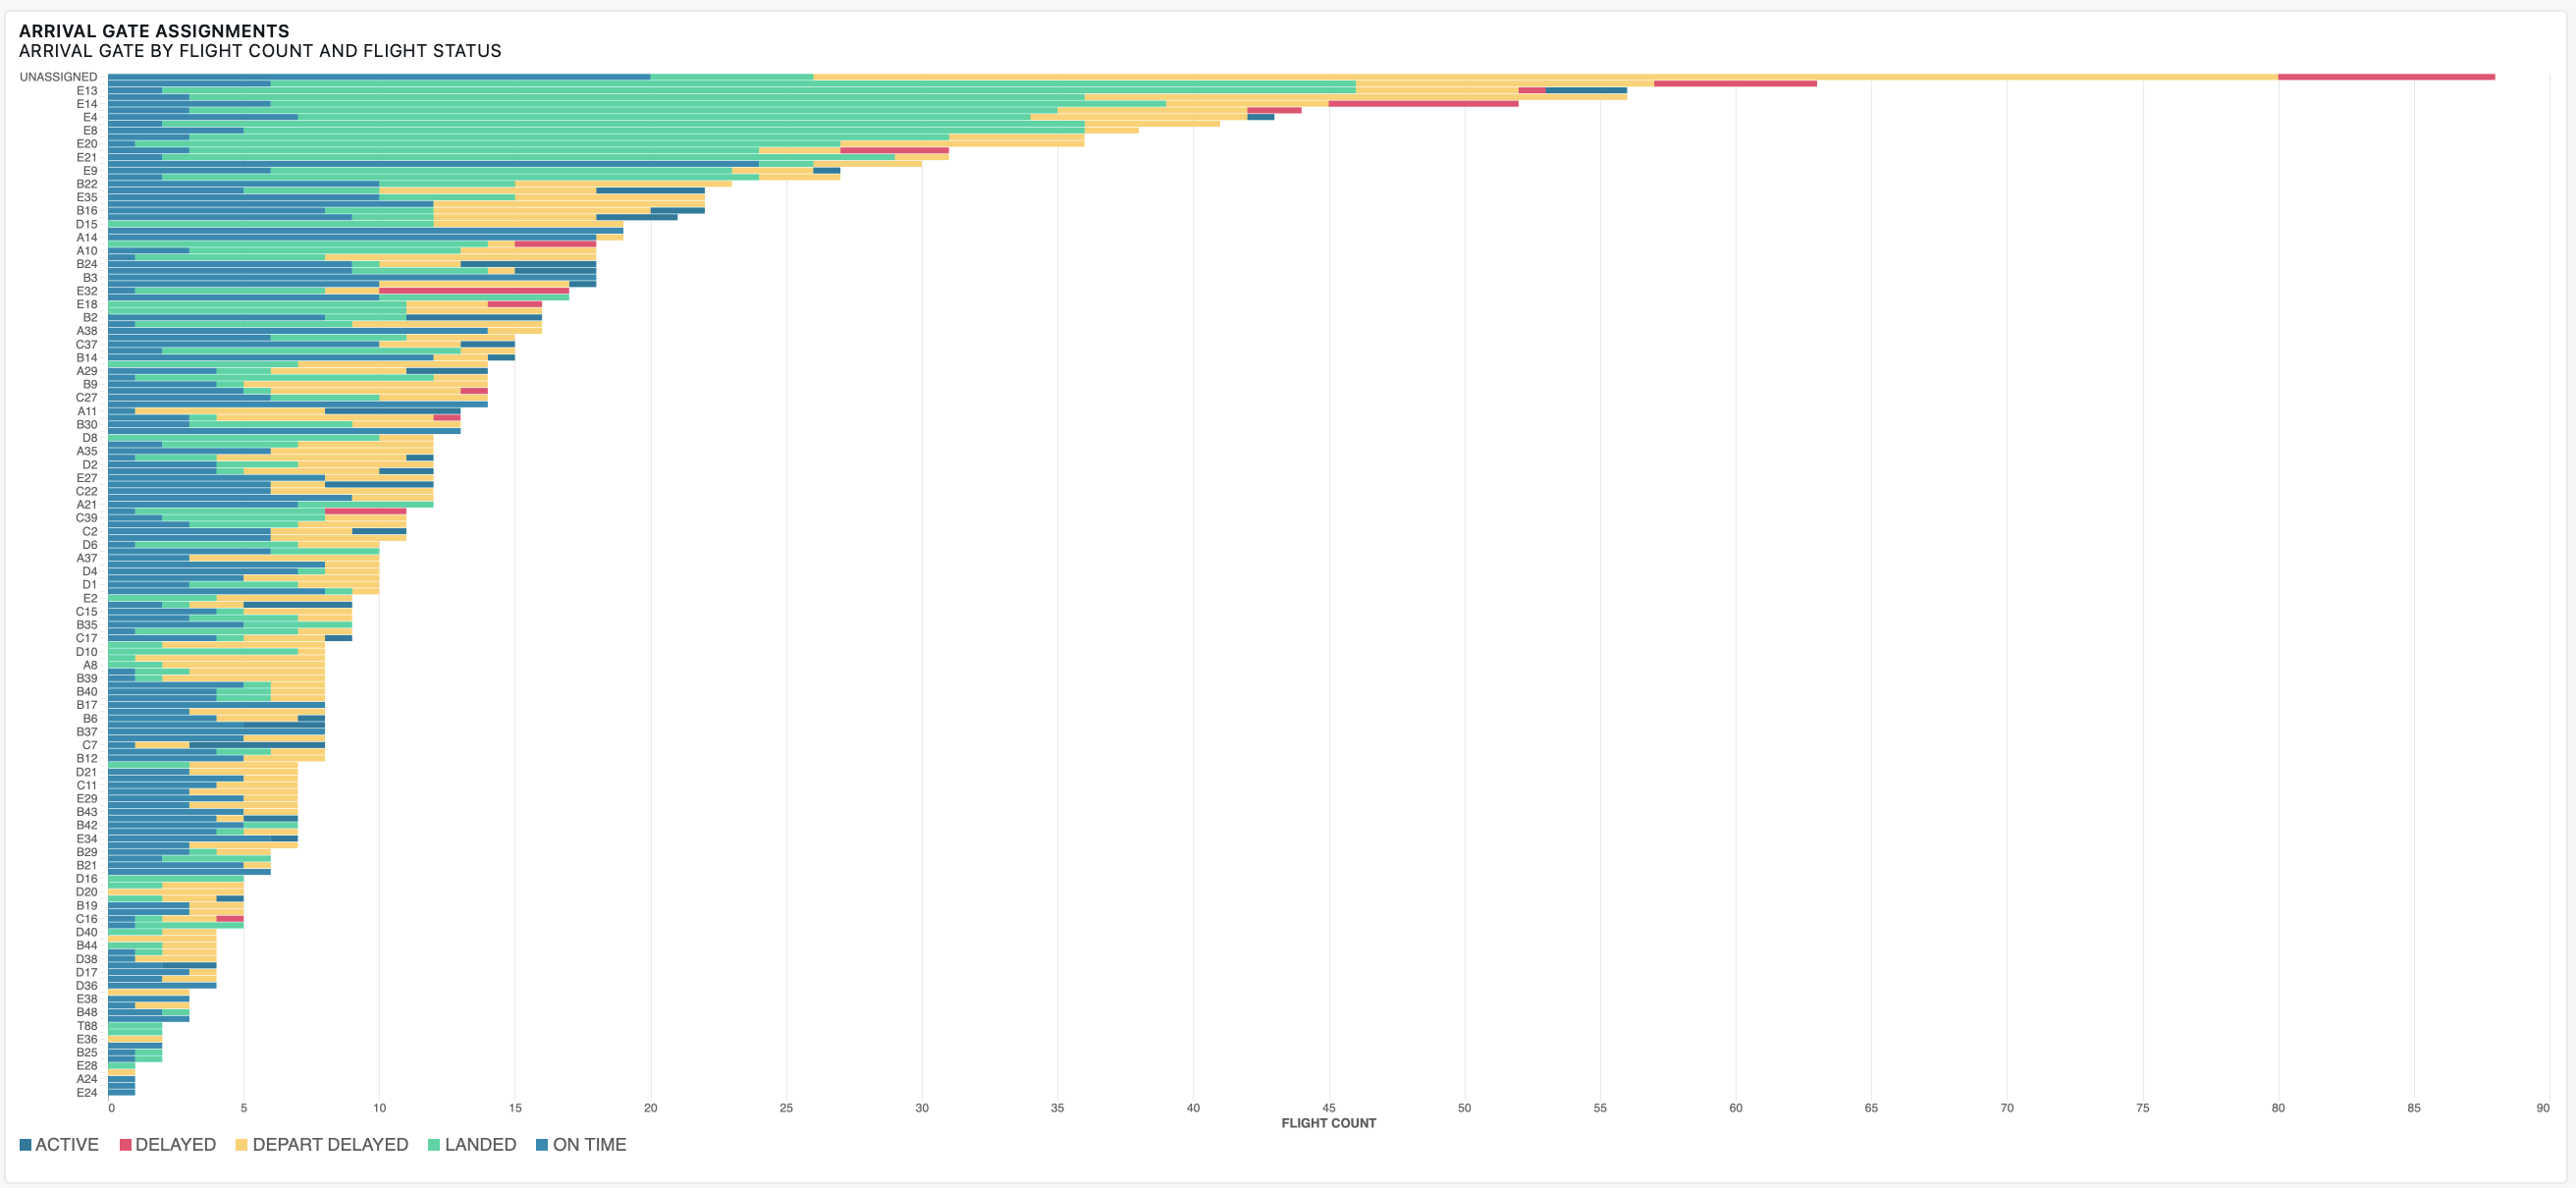 ARRIVAL GATE ASSIGNMENTS
ARRIVAL GATE BY FLIGHT COUNT AND FLIGHT STATUS
UNASSIGNED
E13
E14
E4
E8
E20
E21
E9
B22
E35
B16
D15
A14
A10
B24
B3
E32
E18
B2
A38
C37
B14
A29
B9
C27
A11
B30
D8
A35
D2
E27
C22
A21
C39
C2
D6
A37
D4
D1
E2
C15
B35
C17
D10
A8
B39
B40
B17
B6
B37
C7
B12
D21
C11
E29
B43
B42
E34
B29
B21
D16
D20
B19
C16
D40
B44
D38
D17
D36
E38
B48
T88
E36
B25
E28
A24
E24
0 5 10 15 20 25 30 35 40 45 50 55 60 65 70 75 80 85 90
FLIGHT COUNT
ACTIVE DELAYED DEPART DELAYED LANDED ON TIME